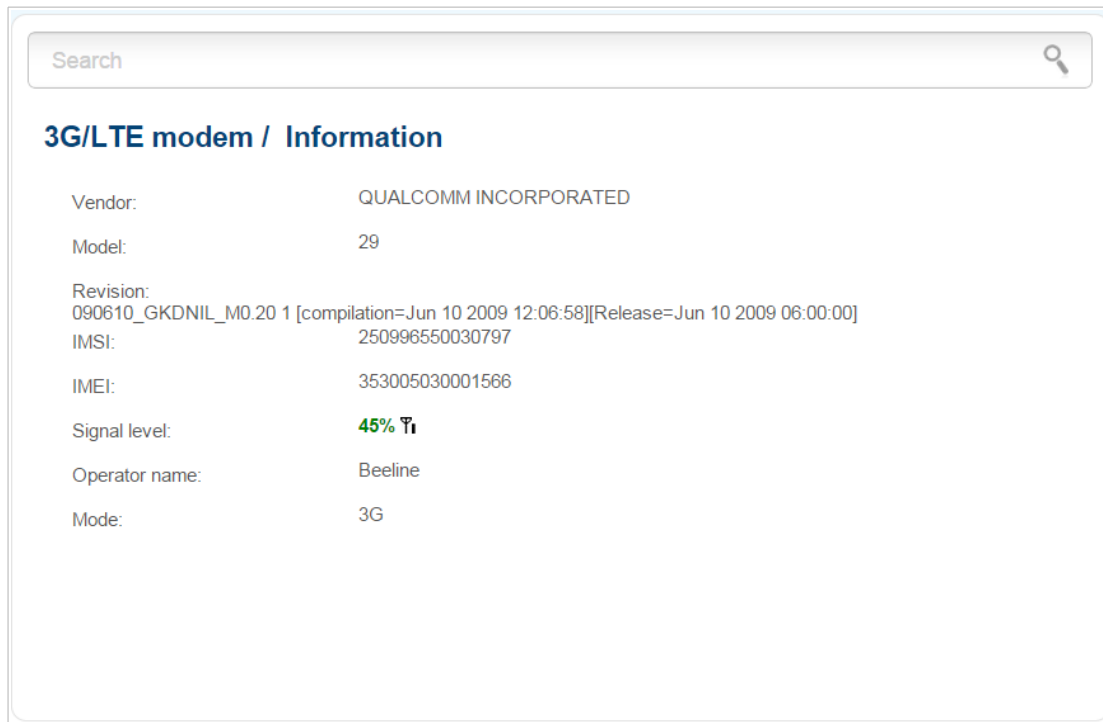 Search
3G/LTE modem / Information
Vendor: QUALCOMM INCORPORATED
Model: 29
Revision:
090610_GKDNIL_M0.20 1 [compilation=Jun 10 2009 12:06:58][Release=Jun 10 2009 06:00:00]
IMSI: 250996550030797
IMEI: 353005030001566
Signal level: 45%
Operator name: Beeline
Mode: 3G